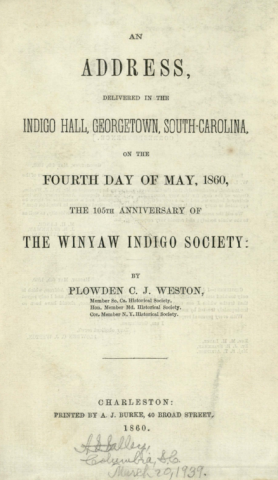 AN
ADDRESS,
DELIVERED IN THE
INDIGO HALL, GEORGETOWN, SOUTH-CAROLINA,
ON THE
FOURTH DAY OF MAY, 1860,
THE 105TH ANNIVERSARY OF
THE WINYAW INDIGO SOCIETY:
BY
PLOWDEN C. J. WESTON,
Member So. Ca. Historical Society,
Hon. Member Md. Historical Society.
Cor. Member N. Y. Historical Society.
CHARLESTON:
PRINTED BY A. J. BURKE, 40 BROAD STREET.
1860.
Columbia, S.C.
March 29, 1939.